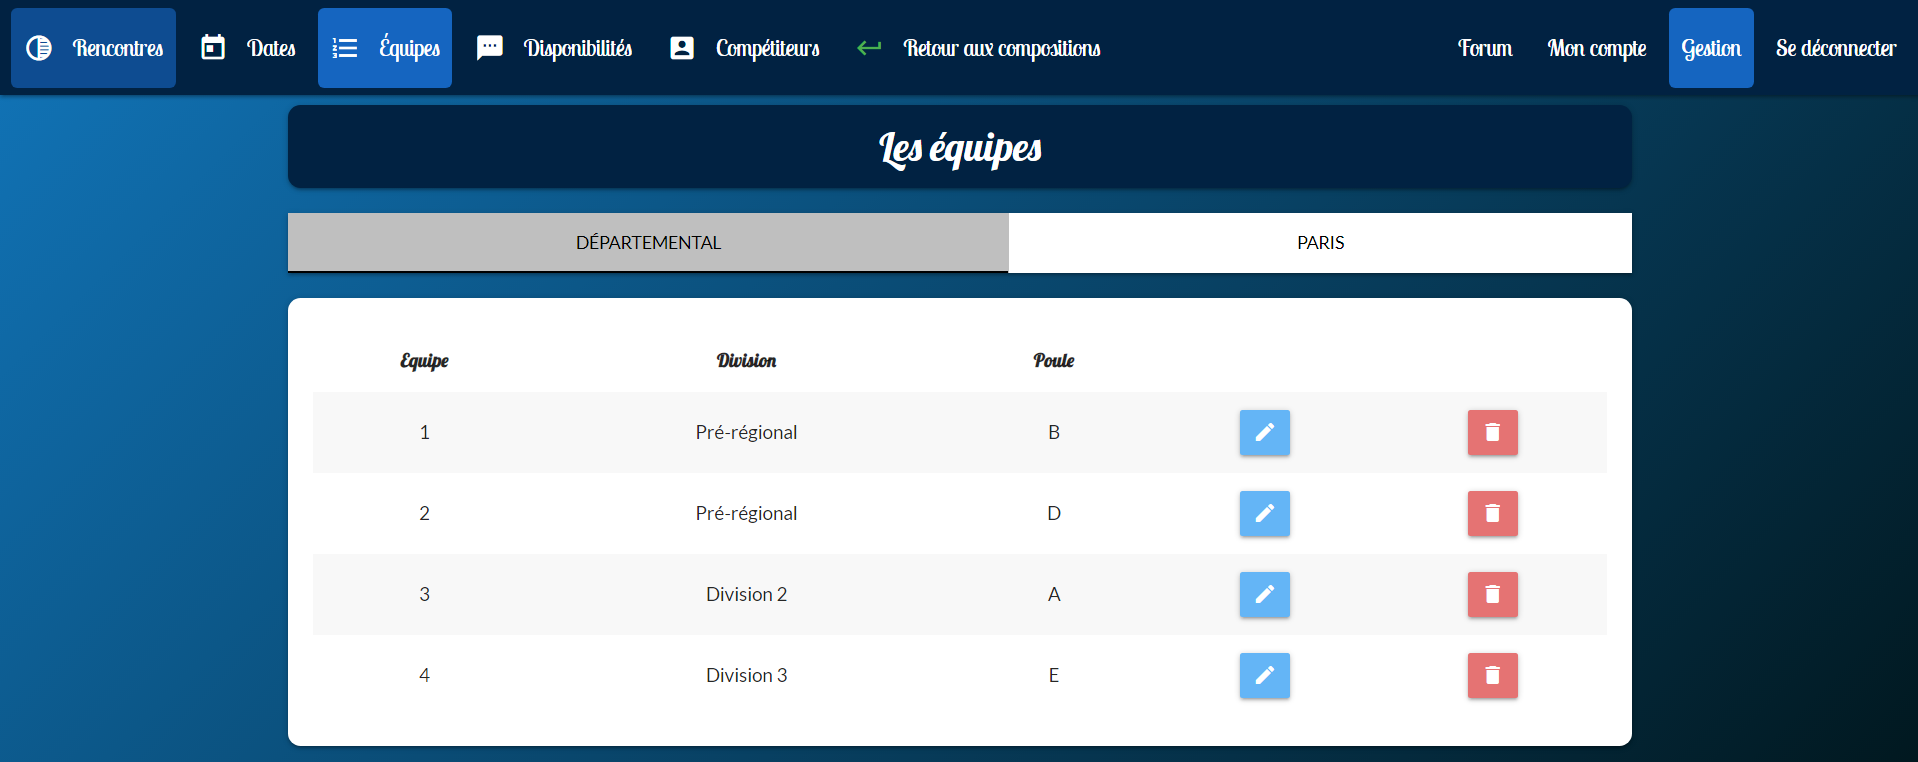 Rencontres Dates Équipes Disponibilités Compétiteurs Retour aux compositions Forum Mon compte Gestion Se déconnecter
Les équipes
DÉPARTEMENTAL PARIS
Equipe Division Poule
1 Pré-régional B
2 Pré-régional D
3 Division 2 A
4 Division 3 E